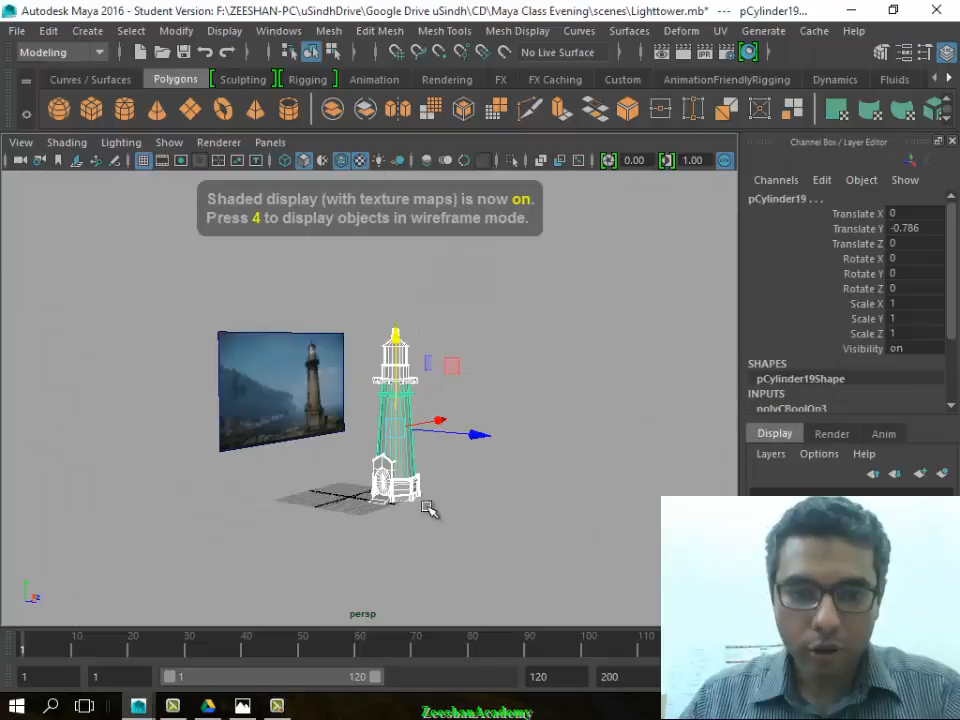 Autodesk Maya 2016 - Student Version: F:\ZEESHAN-PC\uSindhDrive\Google Drive uSindh\CD\Maya Class Evening\scenes\Lighttower.mb* - pCylinder19...
File Edit Create Select Modify Display Windows Mesh Edit Mesh Mesh Tools Mesh Display Curves Surfaces Deform UV Generate Cache Help
Modeling
No Live Surface
Curves / Surfaces Polygons Sculpting Rigging Animation Rendering FX FX Caching Custom AnimationFriendlyRigging Dynamics Fluids
View Shading Lighting Show Renderer Panels
0.00 1.00
Shaded display (with texture maps) is now on.
Press 4 to display objects in wireframe mode.
persp
Channel Box / Layer Editor
Channels Edit Object Show
pCylinder19 . . .
Translate X 0
Translate Y -0.786
Translate Z 0
Rotate X 0
Rotate Y 0
Rotate Z 0
Scale X 1
Scale Y 1
Scale Z 1
Visibility on
SHAPES
pCylinder19Shape
INPUTS
polyCBoolOp3
Display Render Anim
Layers Options Help
1 10 20 30 40 50 60 70 80 90 100 110
1 1 1 120 120 200
ZeeshanAcademy